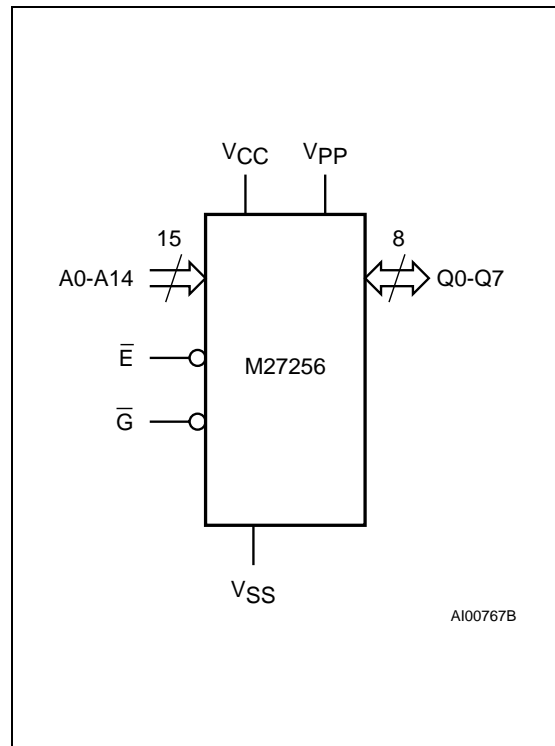 VCC
VPP
15
8
A0-A14
Q0-Q7
E̅
M27256
G̅
VSS
AI00767B